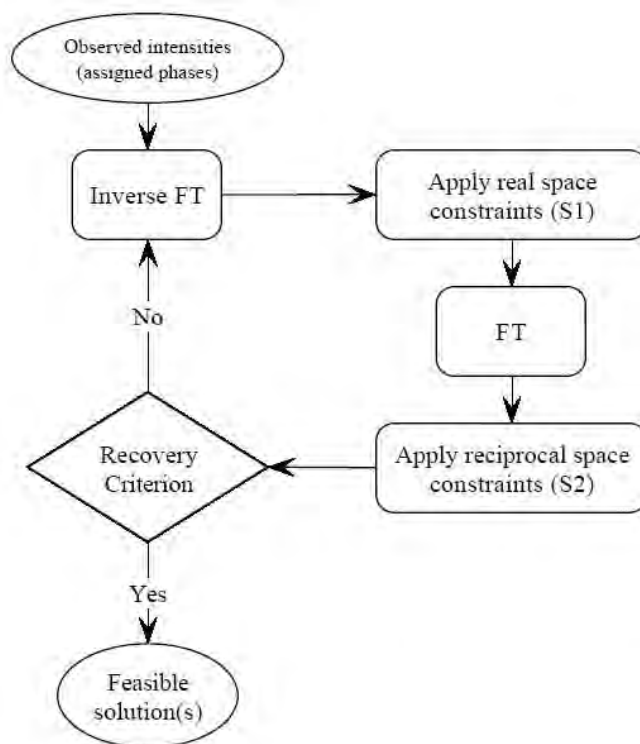 Observed intensities
(assigned phases)
Inverse FT
Apply real space
constraints (S1)
FT
Apply reciprocal space
constraints (S2)
Recovery
Criterion
No
Yes
Feasible
solution(s)